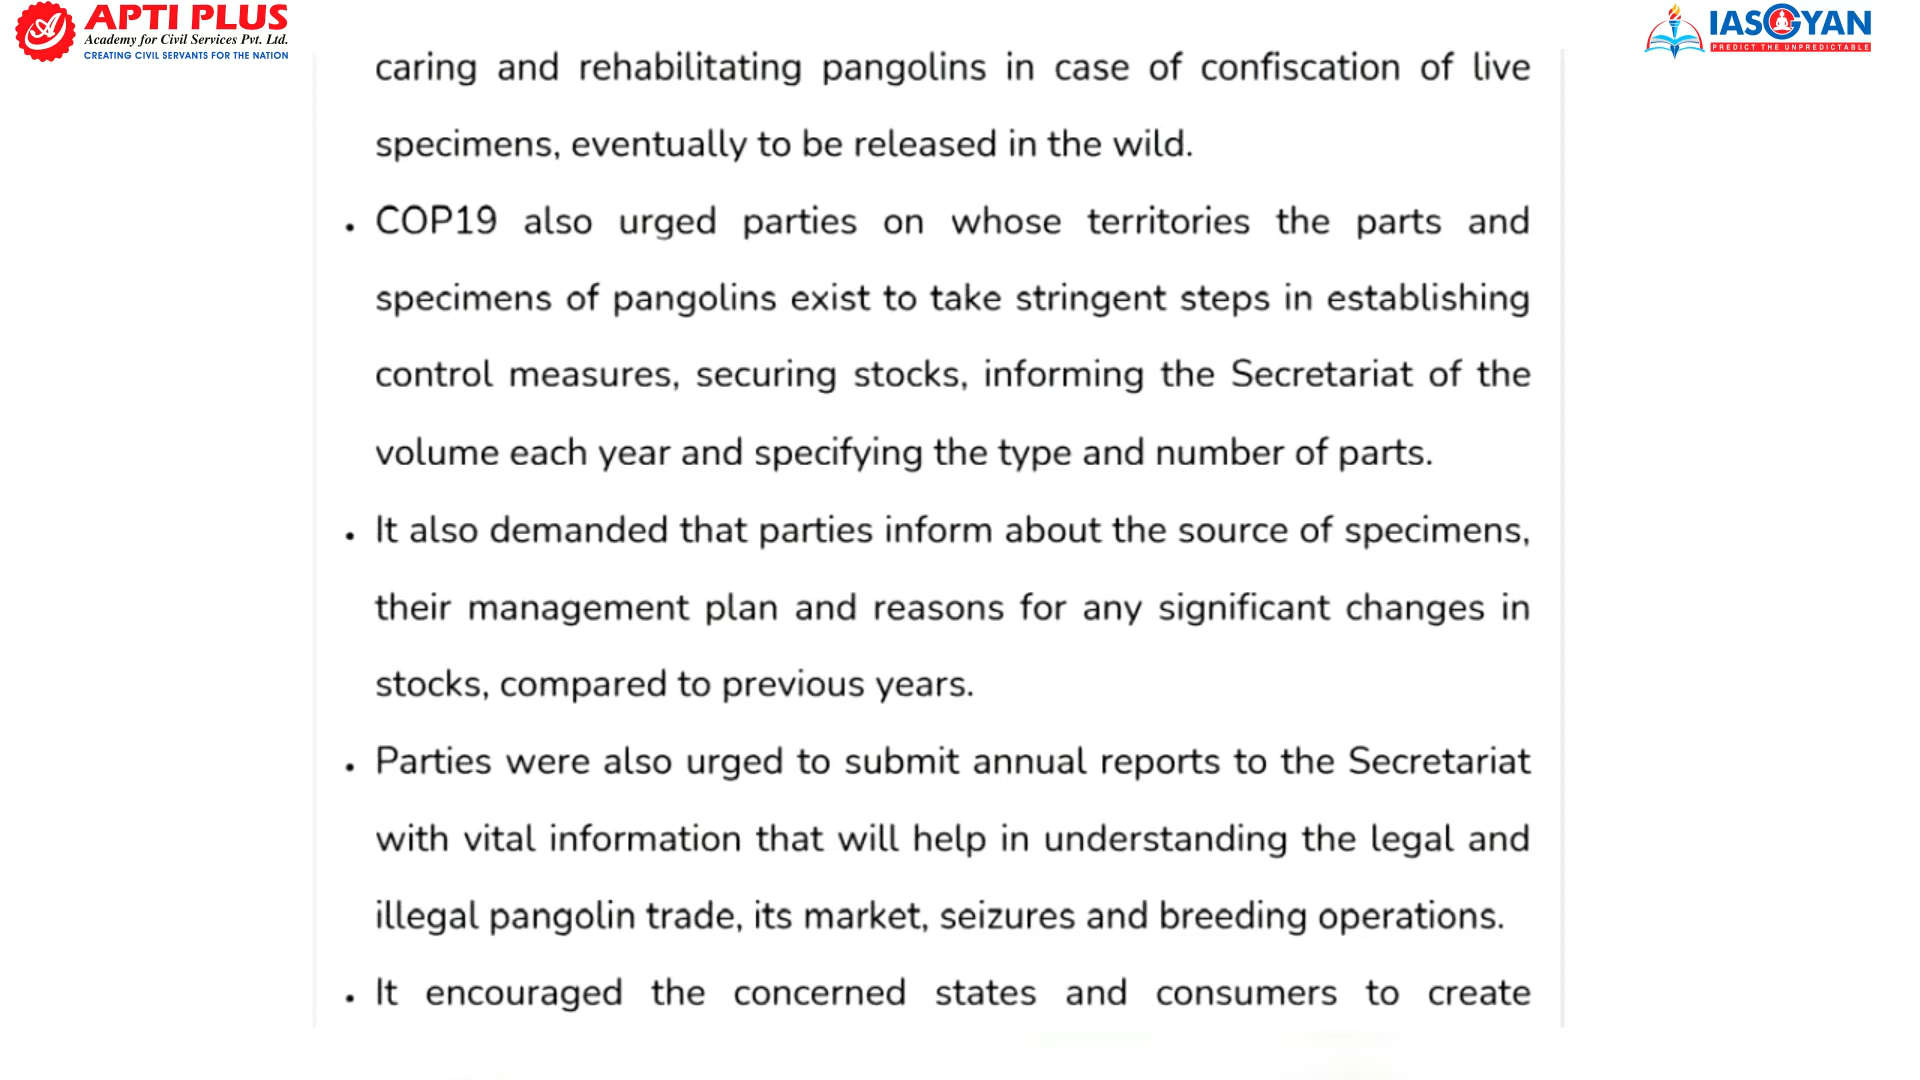 APTI PLUS
Academy for Civil Services Pvt. Ltd.
CREATING CIVIL SERVANTS FOR THE NATION
IASGYAN
PREDICT THE UNPREDICTABLE
caring and rehabilitating pangolins in case of confiscation of live
specimens, eventually to be released in the wild.
• COP19 also urged parties on whose territories the parts and
specimens of pangolins exist to take stringent steps in establishing
control measures, securing stocks, informing the Secretariat of the
volume each year and specifying the type and number of parts.
• It also demanded that parties inform about the source of specimens,
their management plan and reasons for any significant changes in
stocks, compared to previous years.
• Parties were also urged to submit annual reports to the Secretariat
with vital information that will help in understanding the legal and
illegal pangolin trade, its market, seizures and breeding operations.
• It encouraged the concerned states and consumers to create